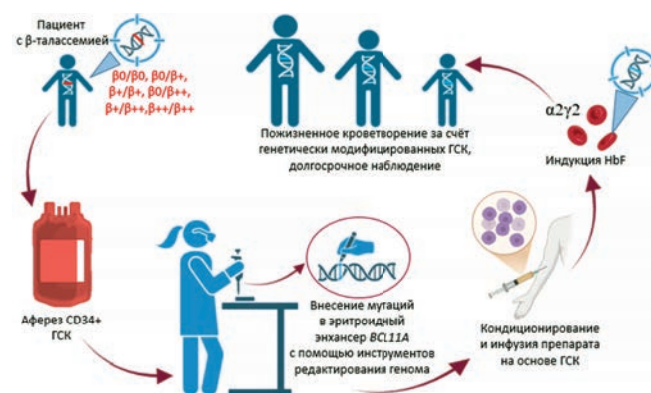 Пациент
с β-талассемией
β0/β0, β0/β+,
β+/β+, β0/β++,
β+/β++,β++/β++
Пожизненное кроветворение за счёт
генетически модифицированных ГСК,
долгосрочное наблюдение
α2γ2
Индукция HbF
Аферез CD34+
ГСК
Внесение мутаций
в эритроидный
энхансер BCL11A
с помощью инструментов
редактирования генома
Кондиционирование
и инфузия препарата
на основе ГСК